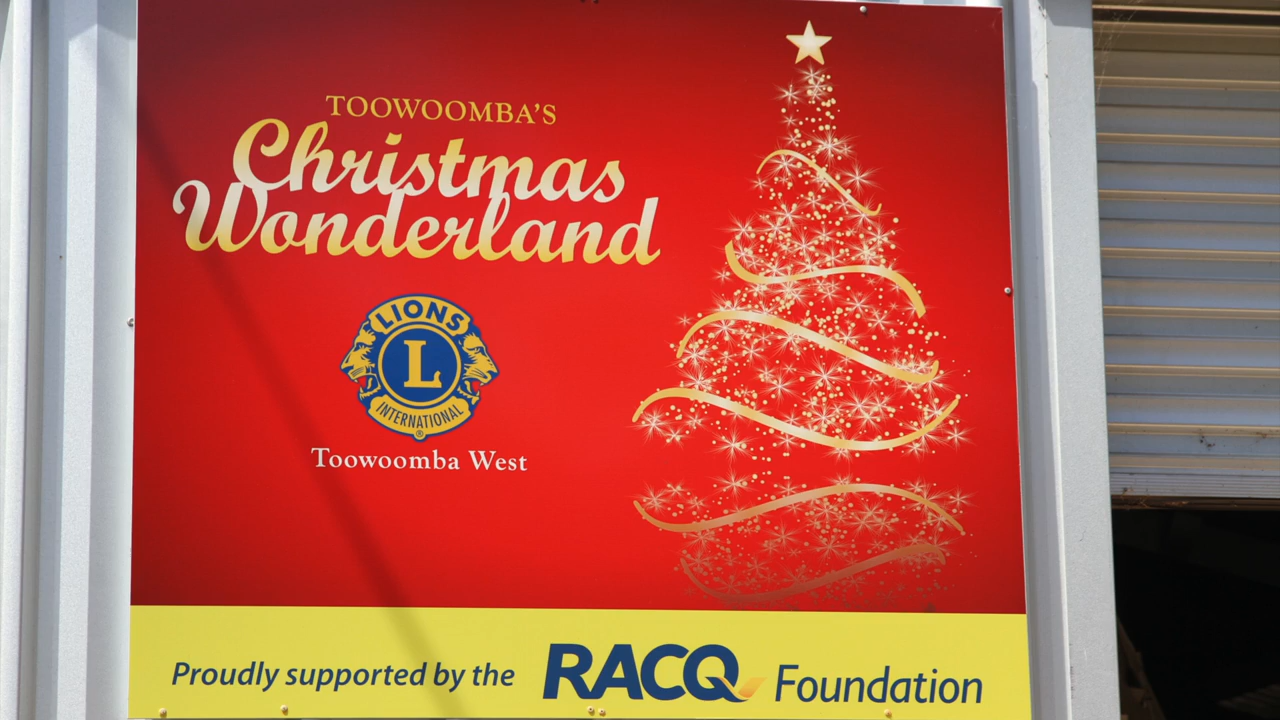 TOOWOOMBA'S
Christmas
Wonderland
LIONS
L
INTERNATIONAL
®
Toowoomba West
Proudly supported by the RACQ Foundation